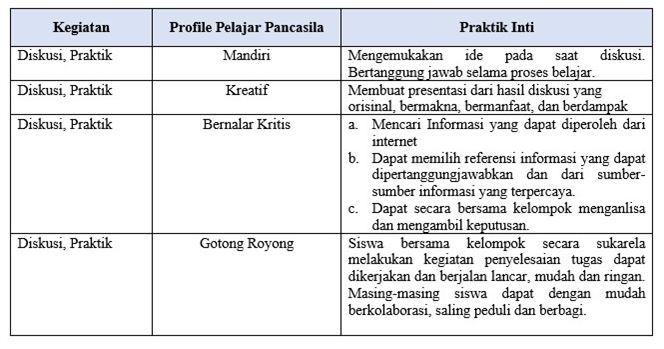 Kegiatan Profile Pelajar Pancasila Praktik Inti
Diskusi, Praktik Mandiri Mengemukakan ide pada saat diskusi.
Bertanggung jawab selama proses belajar.
Diskusi, Praktik Kreatif Membuat presentasi dari hasil diskusi yang
orisinal, bermakna, bermanfaat, dan berdampak
Diskusi, Praktik Bernalar Kritis a. Mencari Informasi yang dapat diperoleh dari
internet
b. Dapat memilih referensi informasi yang dapat
dipertanggungjawabkan dan dari sumber-
sumber informasi yang terpercaya.
c. Dapat secara bersama kelompok menganlisa
dan mengambil keputusan.
Diskusi, Praktik Gotong Royong Siswa bersama kelompok secara sukarela
melakukan kegiatan penyelesaian tugas dapat
dikerjakan dan berjalan lancar, mudah dan ringan.
Masing-masing siswa dapat dengan mudah
berkolaborasi, saling peduli dan berbagi.